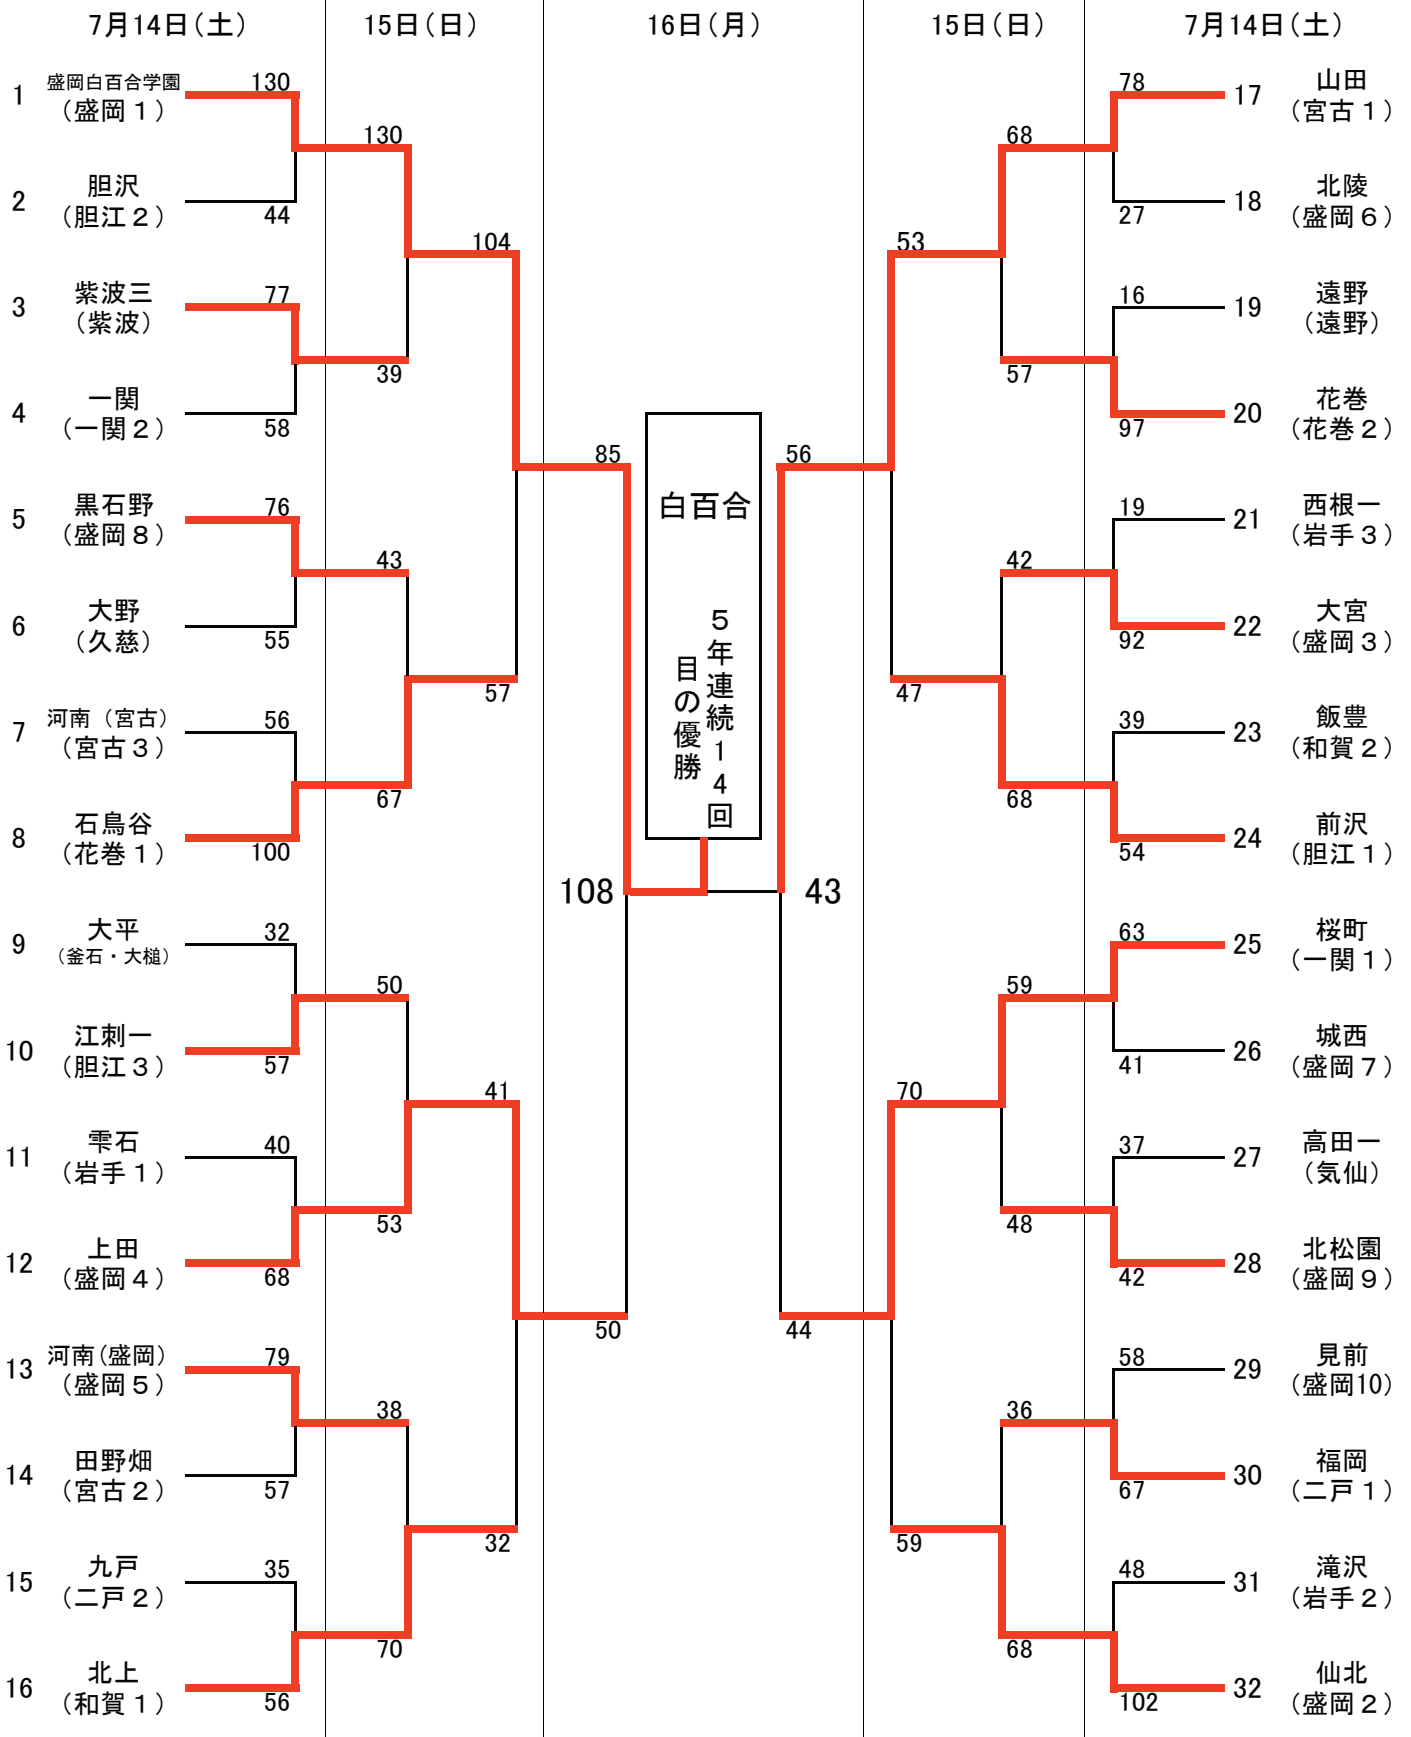 7月14日(土)
15日(日)
16日(月)
15日(日)
7月14日(土)
1
盛岡白百合学園
(盛岡1)
130
2
胆沢
(胆江2)
44
3
紫波三
(紫波)
77
4
一関
(一関2)
58
5
黒石野
(盛岡8)
76
6
大野
(久慈)
55
7
河南(宮古)
(宮古3)
56
8
石鳥谷
(花巻1)
100
9
大平
(釜石・大槌)
32
10
江刺一
(胆江3)
57
11
雫石
(岩手1)
40
12
上田
(盛岡4)
68
13
河南(盛岡)
(盛岡5)
79
14
田野畑
(宮古2)
57
15
九戸
(二戸2)
35
16
北上
(和賀1)
56
130
39
43
67
50
53
38
70
104
57
41
32
85
50
108
白百合
5年連続14回
目の優勝
43
56
44
53
47
70
59
68
57
42
68
59
48
36
68
78
17
山田
(宮古1)
27
18
北陵
(盛岡6)
16
19
遠野
(遠野)
97
20
花巻
(花巻2)
19
21
西根一
(岩手3)
92
22
大宮
(盛岡3)
39
23
飯豊
(和賀2)
54
24
前沢
(胆江1)
63
25
桜町
(一関1)
41
26
城西
(盛岡7)
37
27
高田一
(気仙)
42
28
北松園
(盛岡9)
58
29
見前
(盛岡10)
67
30
福岡
(二戸1)
48
31
滝沢
(岩手2)
102
32
仙北
(盛岡2)